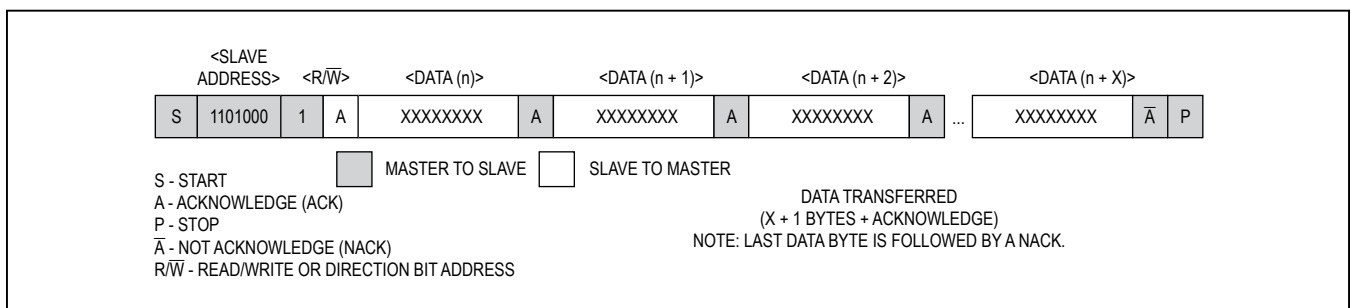 <SLAVE
ADDRESS> <R/W̅> <DATA (n)> <DATA (n + 1)> <DATA (n + 2)> <DATA (n + X)>
S 1101000 1 A XXXXXXXX A XXXXXXXX A XXXXXXXX A ... XXXXXXXX A̅ P
MASTER TO SLAVE SLAVE TO MASTER
S - START
A - ACKNOWLEDGE (ACK)
P - STOP
A̅ - NOT ACKNOWLEDGE (NACK)
R/W̅ - READ/WRITE OR DIRECTION BIT ADDRESS
DATA TRANSFERRED
(X + 1 BYTES + ACKNOWLEDGE)
NOTE: LAST DATA BYTE IS FOLLOWED BY A NACK.